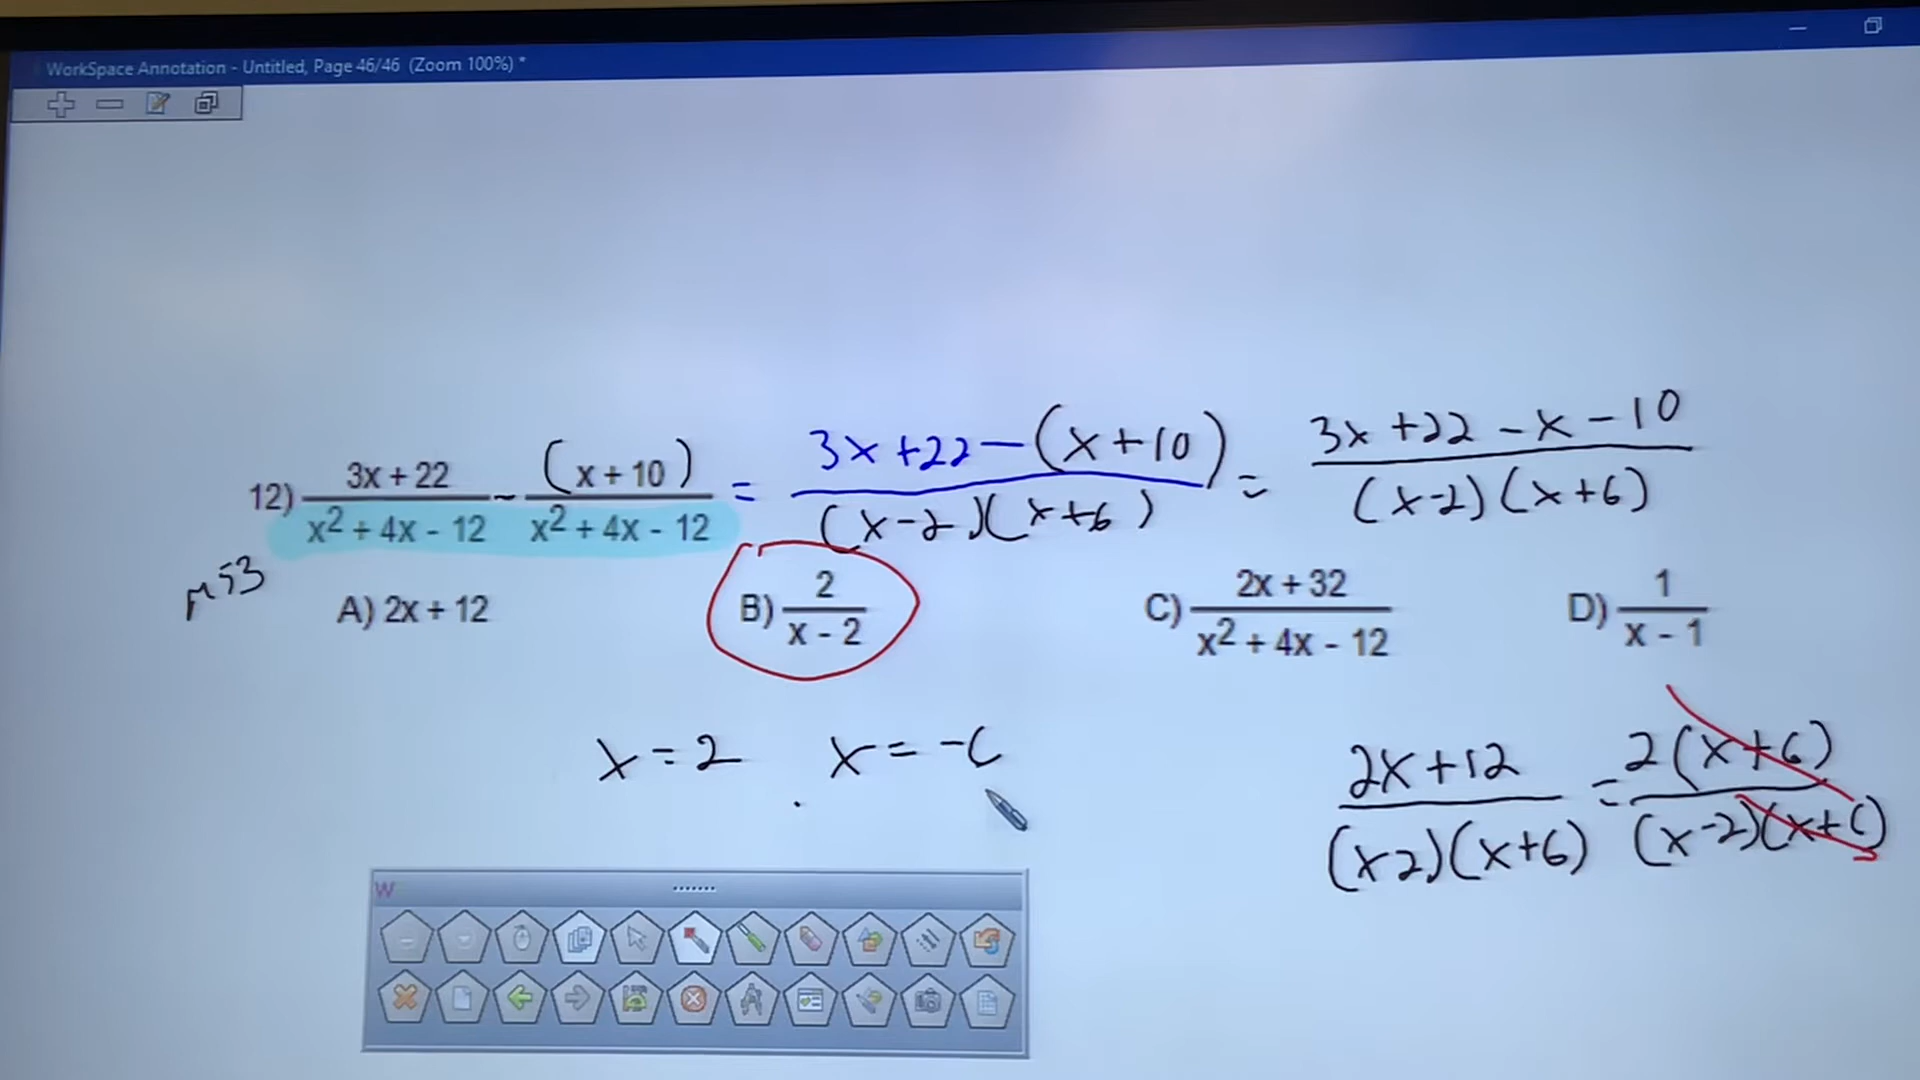 WorkSpace Annotation - Untitled, Page 46/46 (Zoom 100%) *
12) 3x + 22 / x² + 4x - 12 - (x + 10) / x² + 4x - 12 = 3x+22-(x+10) / (x-2)(x+6) = 3x+22-x-10 / (x-2)(x+6)
A) 2x + 12 B) 2 / x - 2 C) 2x + 32 / x² + 4x - 12 D) 1 / x - 1
x=2 x=-6
2x+12 / (x2)(x+6) = 2(x+6) / (x-2)(x+6)
W